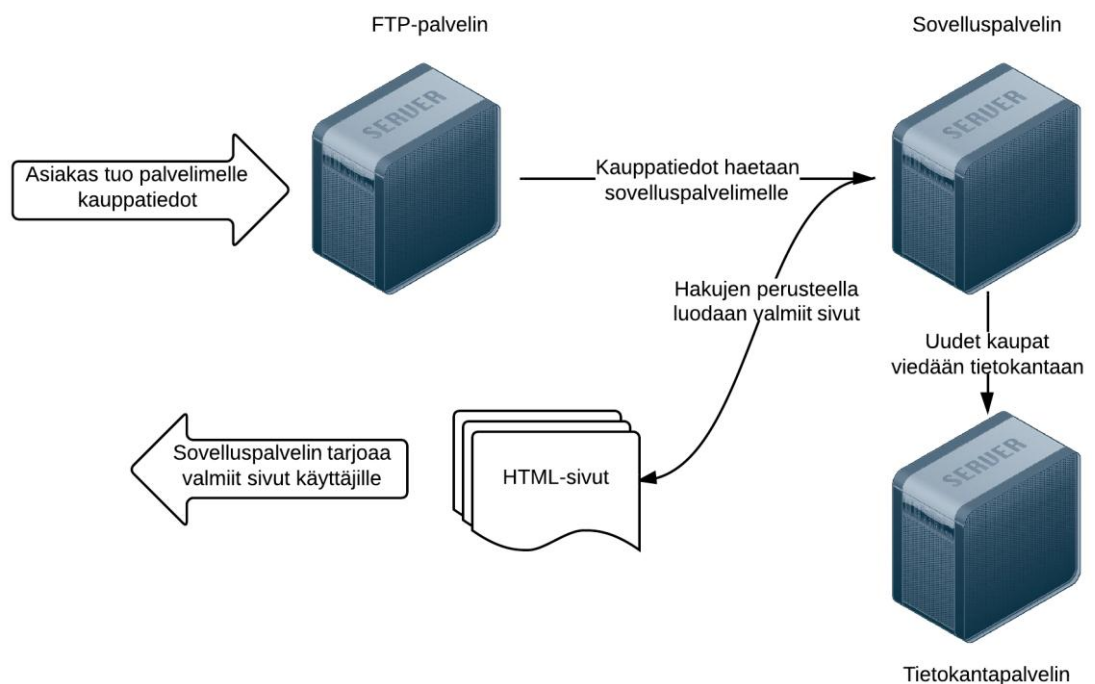 FTP-palvelin
Sovelluspalvelin
SERVER
SERVER
Asiakas tuo palvelimelle
kauppatiedot
Kauppatiedot haetaan
sovelluspalvelimelle
Hakujen perusteella
luodaan valmiit sivut
Uudet kaupat
viedään tietokantaan
Sovelluspalvelin tarjoaa
valmiit sivut käyttäjille
HTML-sivut
SERVER
Tietokantapalvelin